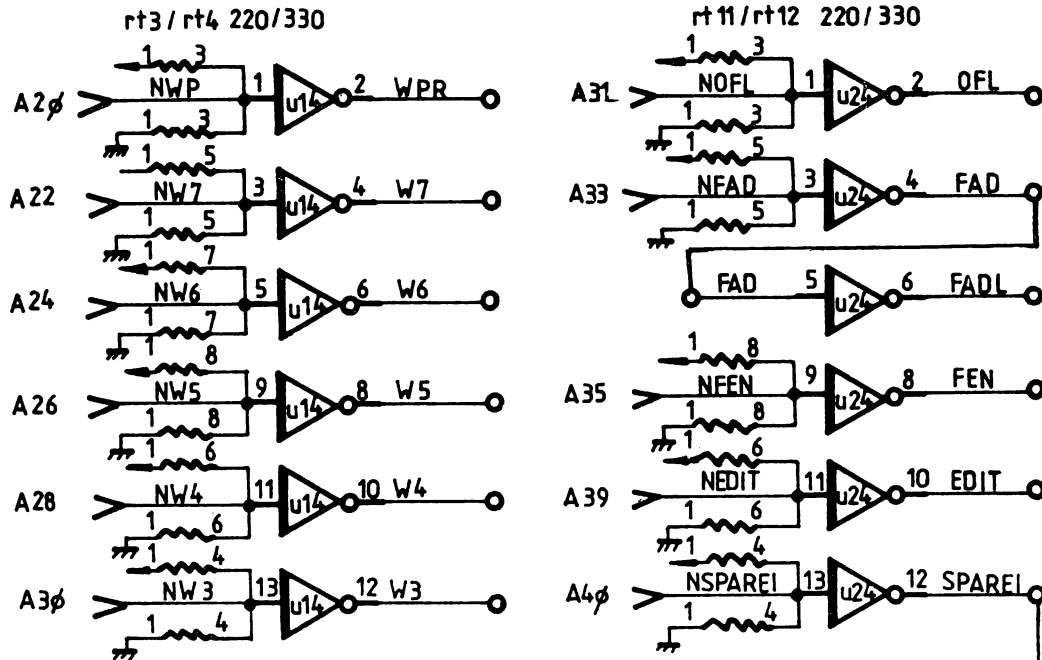 rt3/rt4 220/330
1 3
A2ø NWP 1 u14 2 WPR
1 3
1 5
A22 NW7 3 u14 4 W7
1 5
1 7
A24 NW6 5 u14 6 W6
1 7
1 8
A26 NW5 9 u14 8 W5
1 8
1 6
A28 NW4 11 u14 10 W4
1 6
1 4
A3ø NW3 13 u14 12 W3
1 4
rt11/rt12 220/330
1 3
A31 NOFL 1 u24 2 OFL
1 3
1 5
A33 NFAD 3 u24 4 FAD
1 5
FAD 5 u24 6 FADL
1 8
A35 NFEN 9 u24 8 FEN
1 8
1 6
A39 NEDIT 11 u24 10 EDIT
1 6
1 4
A4ø NSPARE1 13 u24 12 SPARE1
1 4